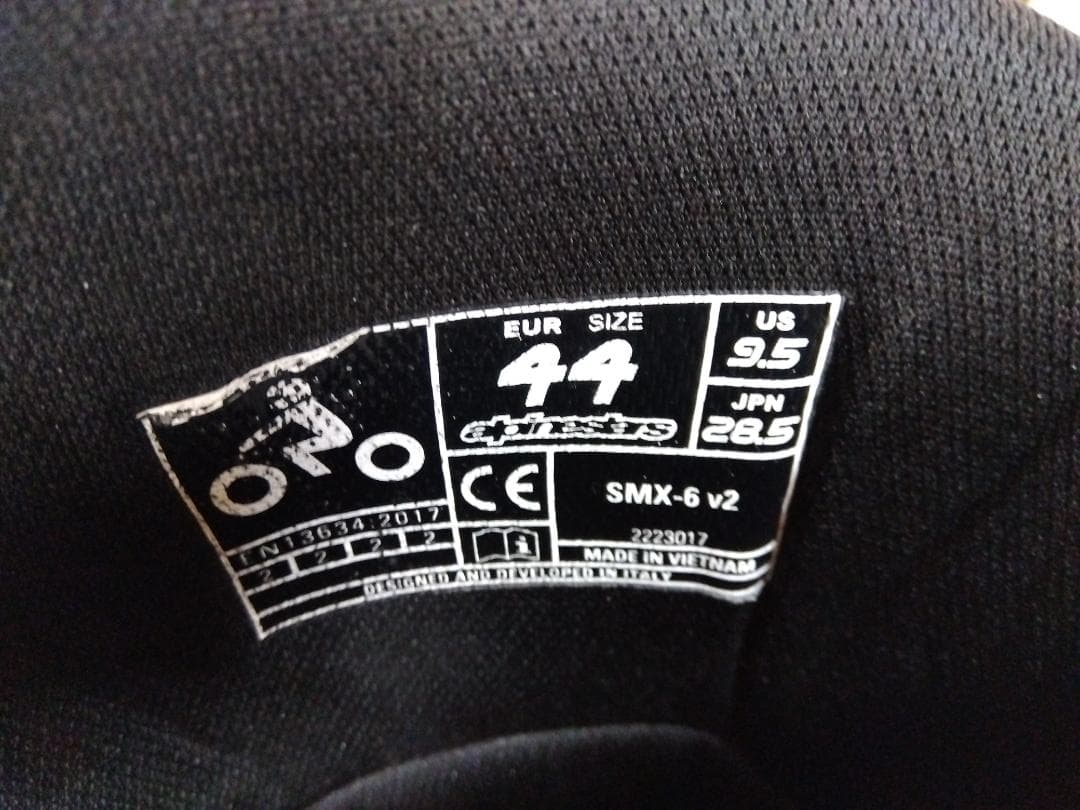 EUR SIZE
44
alpinestars
US
9.5
JPN
28.5
CE
SMX-6 v2
2223017
MADE IN VIETNAM
EN13634:2017
2 2 2 2
DESIGNED AND DEVELOPED IN ITALY